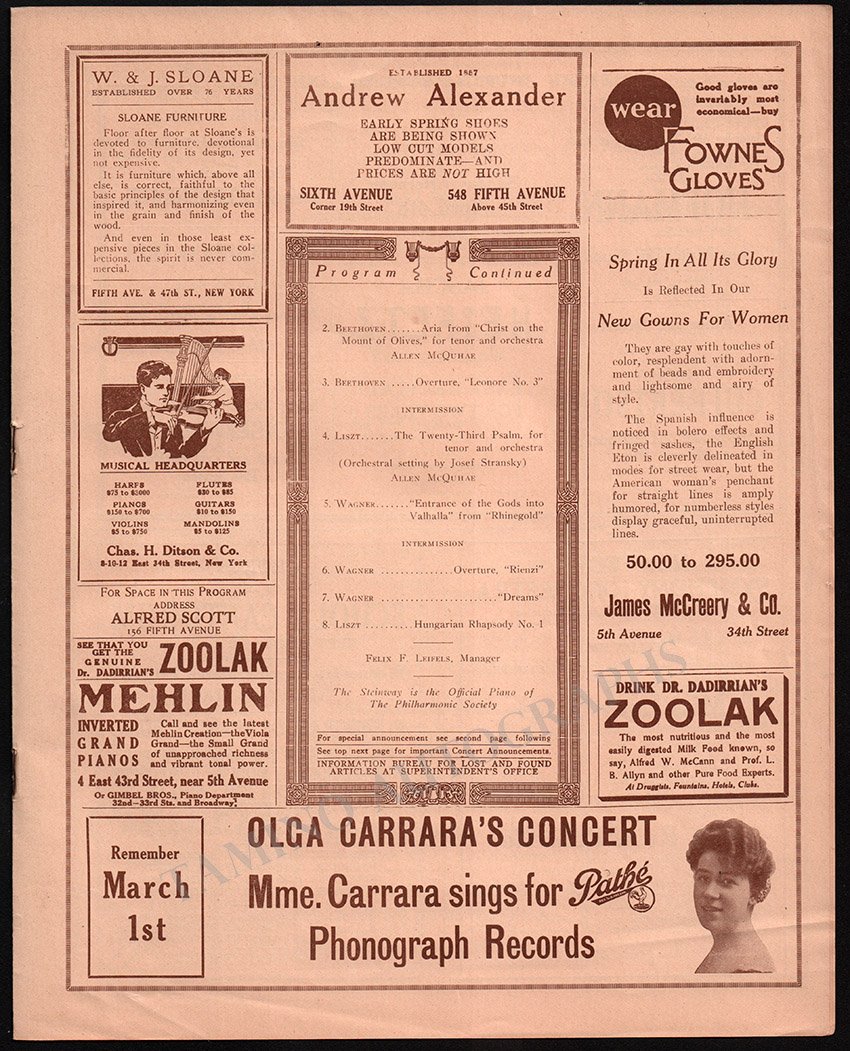 W. & J. SLOANE
ESTABLISHED OVER 76 YEARS
SLOANE FURNITURE
Floor after floor at Sloane's is
devoted to furniture, devotional
in the fidelity of its design, yet
not expensive.
It is furniture which, above all
else, is correct, faithful to the
basic principles of the design that
inspired it, and harmonizing even
in the grain and finish of the
wood.
And even in those least ex-
pensive pieces in the Sloane col-
lections, the spirit is never com-
mercial.
FIFTH AVE. & 47th ST., NEW YORK
MUSICAL HEADQUARTERS
HARPS
$75 to $3000
FLUTES
$30 to $85
PIANOS
$150 to $700
GUITARS
$10 to $150
VIOLINS
$5 to $750
MANDOLINS
$5 to $125
Chas. H. Ditson & Co.
8-10-12 East 34th Street, New York
FOR SPACE IN THIS PROGRAM
ADDRESS
ALFRED SCOTT
156 FIFTH AVENUE
SEE THAT YOU
GET THE
GENUINE
Dr. DADIRRIAN'S
ZOOLAK
MEHLIN
INVERTED
GRAND
PIANOS
Call and see the latest
Mehlin Creation—the Viola
Grand—the Small Grand
of unapproached richness
and vibrant tonal power.
4 East 43rd Street, near 5th Avenue
Or GIMBEL BROS., Piano Department
32nd—33rd Sts. and Broadway!
ESTABLISHED 1857
Andrew Alexander
EARLY SPRING SHOES
ARE BEING SHOWN
LOW CUT MODELS
PREDOMINATE—AND
PRICES ARE NOT HIGH
SIXTH AVENUE
Corner 19th Street
548 FIFTH AVENUE
Above 45th Street
Program Continued
2. BEETHOVEN.......Aria from "Christ on the
Mount of Olives," for tenor and orchestra
ALLEN MCQUHAE
3. BEETHOVEN .....Overture, "Leonore No. 3"
INTERMISSION
4. LISZT.......The Twenty-Third Psalm, for
tenor and orchestra
(Orchestral setting by Josef Stransky)
ALLEN MCQUHAE
5. WAGNER......."Entrance of the Gods into
Valhalla" from "Rhinegold"
INTERMISSION
6. WAGNER ...............Overture, "Rienzi"
7. WAGNER ........................"Dreams"
8. LISZT ..........Hungarian Rhapsody No. 1
FELIX F. LEIFELS, Manager
The Steinway is the Official Piano of
The Philharmonic Society
For special announcement see second page following
See top next page for important Concert Announcements.
INFORMATION BUREAU FOR LOST AND FOUND
ARTICLES AT SUPERINTENDENT'S OFFICE
wear
Good gloves are
invariably most
economical—buy
FOWNES
GLOVES
Spring In All Its Glory
Is Reflected In Our
New Gowns For Women
They are gay with touches of
color, resplendent with adorn-
ment of beads and embroidery
and lightsome and airy of
style.
The Spanish influence is
noticed in bolero effects and
fringed sashes, the English
Eton is cleverly delineated in
modes for street wear, but the
American woman's penchant
for straight lines is amply
humored, for numberless styles
display graceful, uninterrupted
lines.
50.00 to 295.00
James McCreery & Co.
5th Avenue 34th Street
DRINK DR. DADIRRIAN'S
ZOOLAK
The most nutritious and the most
easily digested Milk Food known, so
say, Alfred W. McCann and Prof. L.
B. Allyn and other Pure Food Experts.
At Druggists, Fountains, Hotels, Clubs.
Remember
March
1st
OLGA CARRARA'S CONCERT
Mme. Carrara sings for Pathé
Phonograph Records
TAMINO AUTOGRAPHS